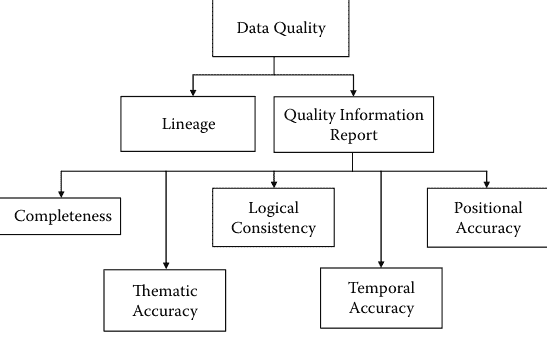 Data Quality
Lineage
Quality Information
Report
Completeness
Logical
Consistency
Positional
Accuracy
Thematic
Accuracy
Temporal
Accuracy